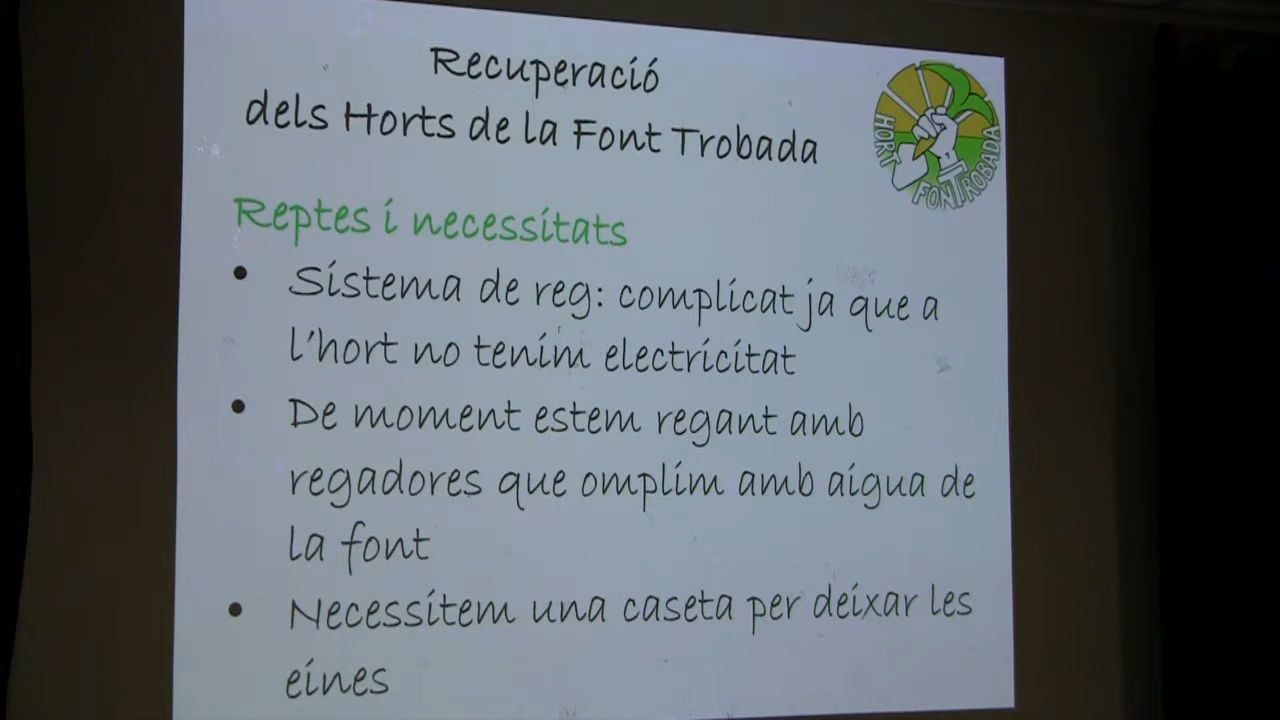 Recuperació
dels Horts de la Font Trobada
HORT
FONT TROBADA
Reptes i necessitats
• Sistema de reg: complicat ja que a
l'hort no tenim electricitat
• De moment estem regant amb
regadores que omplim amb aigua de
la font
• Necessitem una caseta per deixar les
eines